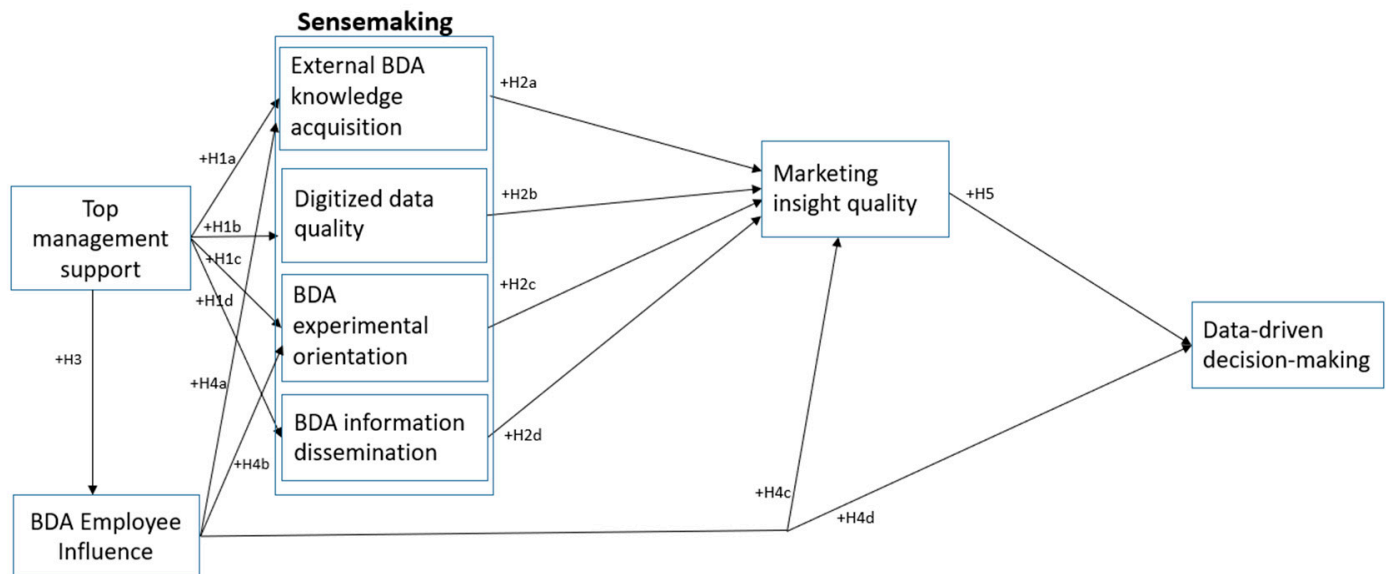 Sensemaking
External BDA
knowledge
acquisition
+H2a
+H1a
Marketing
insight quality
Digitized data
quality
+H2b
+H5
Top
management
support
+H1b
+H1c
+H1d
BDA
experimental
orientation
+H2c
Data-driven
decision-making
+H3
+H4a
BDA information
dissemination
+H2d
+H4b
+H4c
+H4d
BDA Employee
Influence